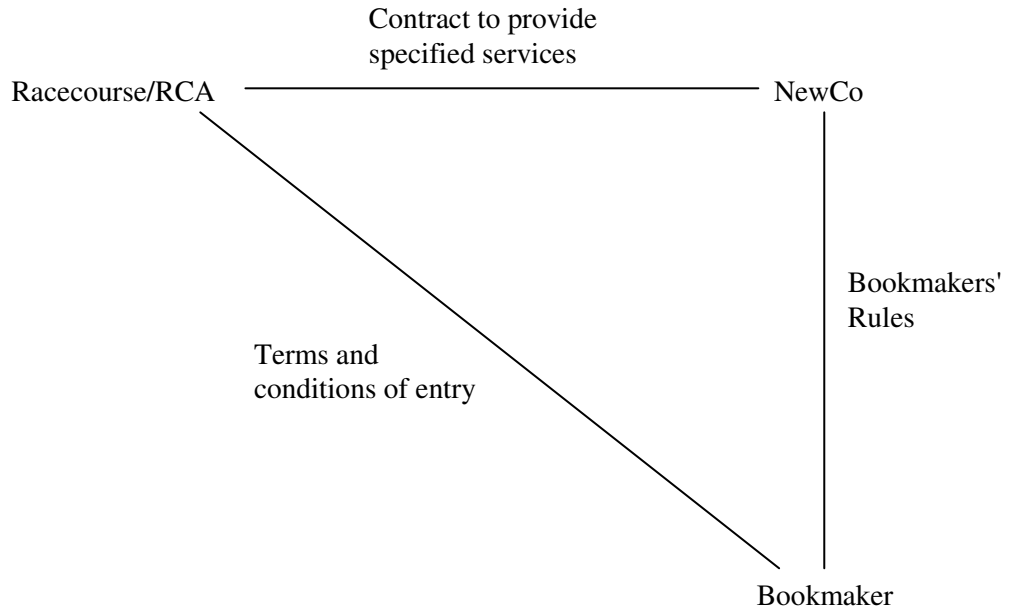 Contract to provide
specified services
Racecourse/RCA
NewCo
Bookmakers'
Rules
Terms and
conditions of entry
Bookmaker